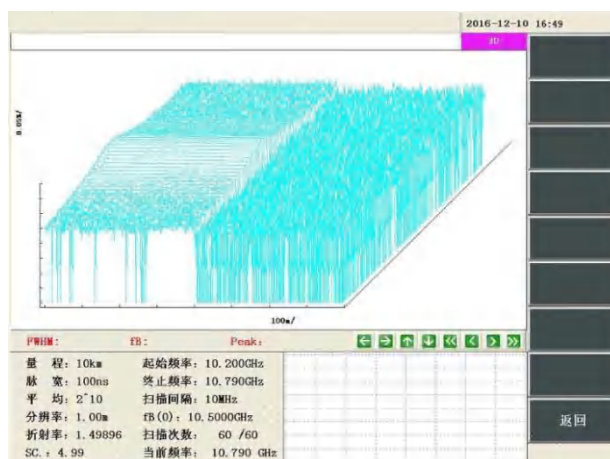 2016-12-10 16:49
3D
0.05%/
100m/
FWHM: fB: Peak:
量 程: 10km 起始频率: 10.200GHz
脉 宽: 100ns 终止频率: 10.790GHz
平 均: 2^10 扫描间隔: 10MHz
分辨率: 1.00m fB(0): 10.5000GHz
折射率: 1.49896 扫描次数: 60 /60
SC.: 4.99 当前频率: 10.790 GHz
返回